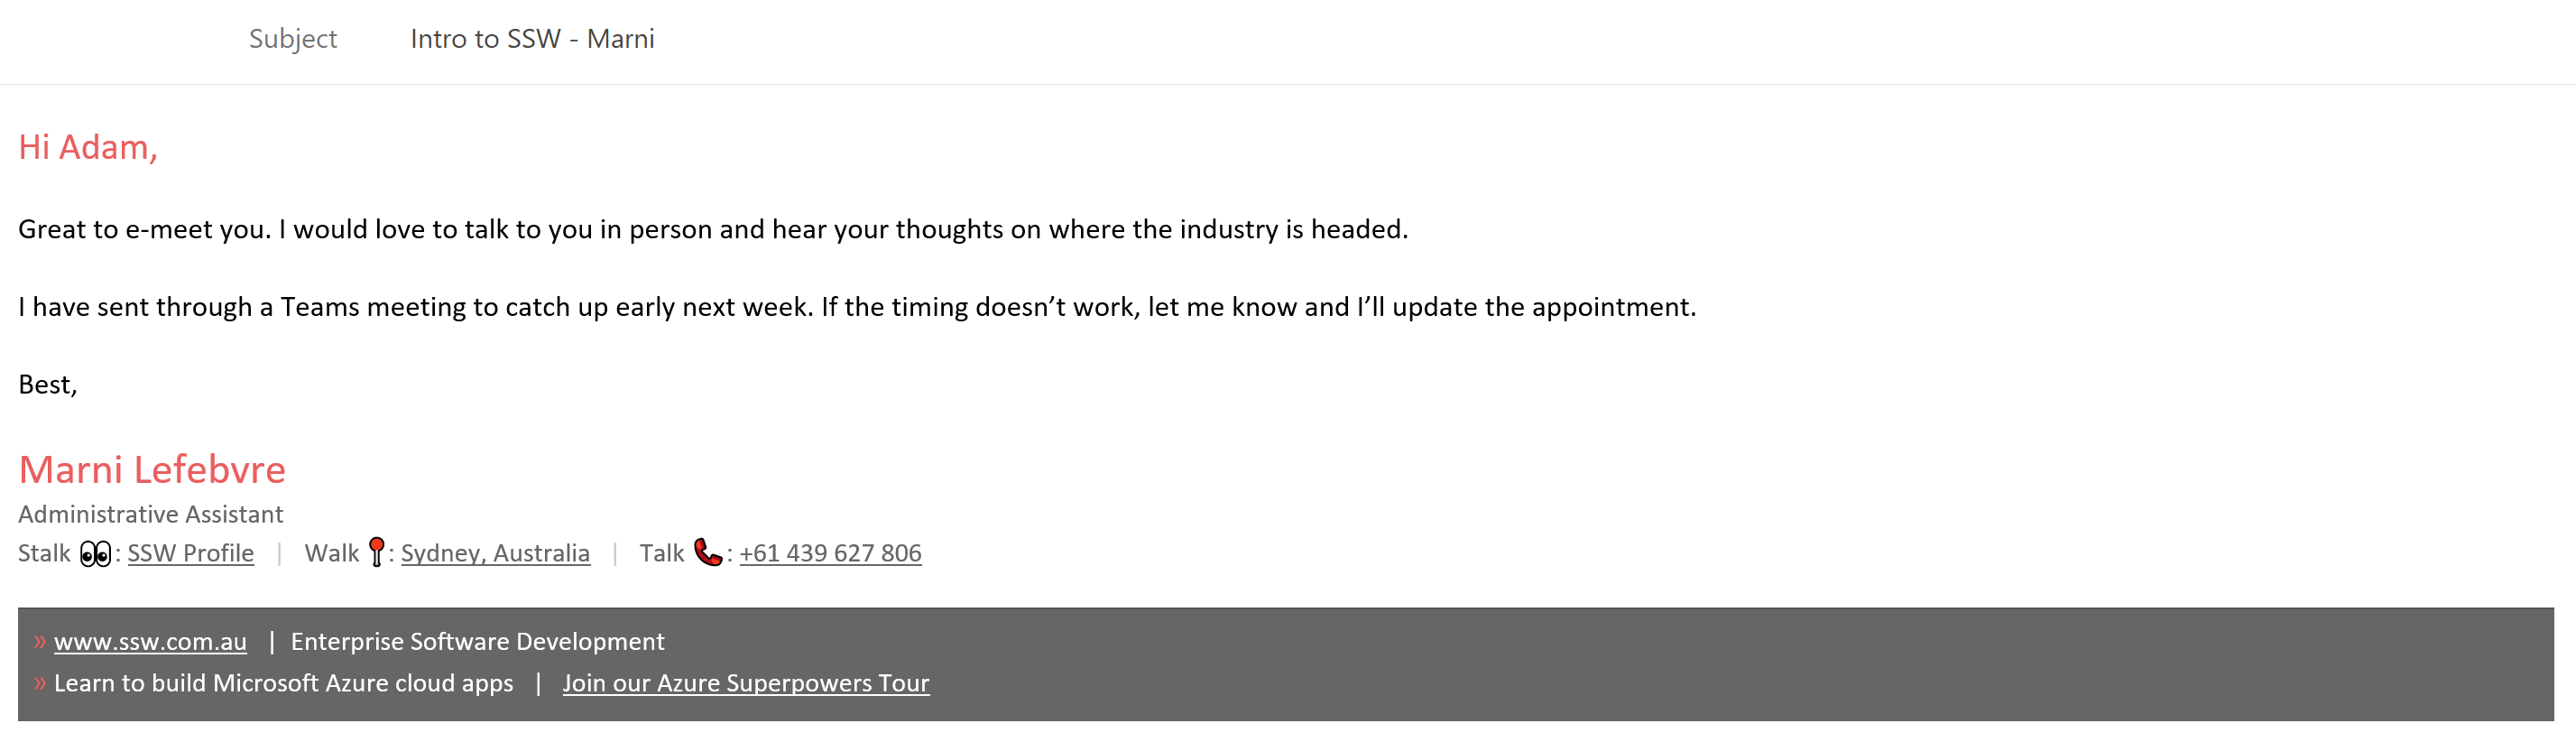 Subject Intro to SSW - Marni
Hi Adam,
Great to e-meet you. I would love to talk to you in person and hear your thoughts on where the industry is headed.
I have sent through a Teams meeting to catch up early next week. If the timing doesn’t work, let me know and I’ll update the appointment.
Best,
Marni Lefebvre
Administrative Assistant
Stalk 👀: SSW Profile | Walk 📍: Sydney, Australia | Talk 📞: +61 439 627 806
» www.ssw.com.au | Enterprise Software Development
» Learn to build Microsoft Azure cloud apps | Join our Azure Superpowers Tour